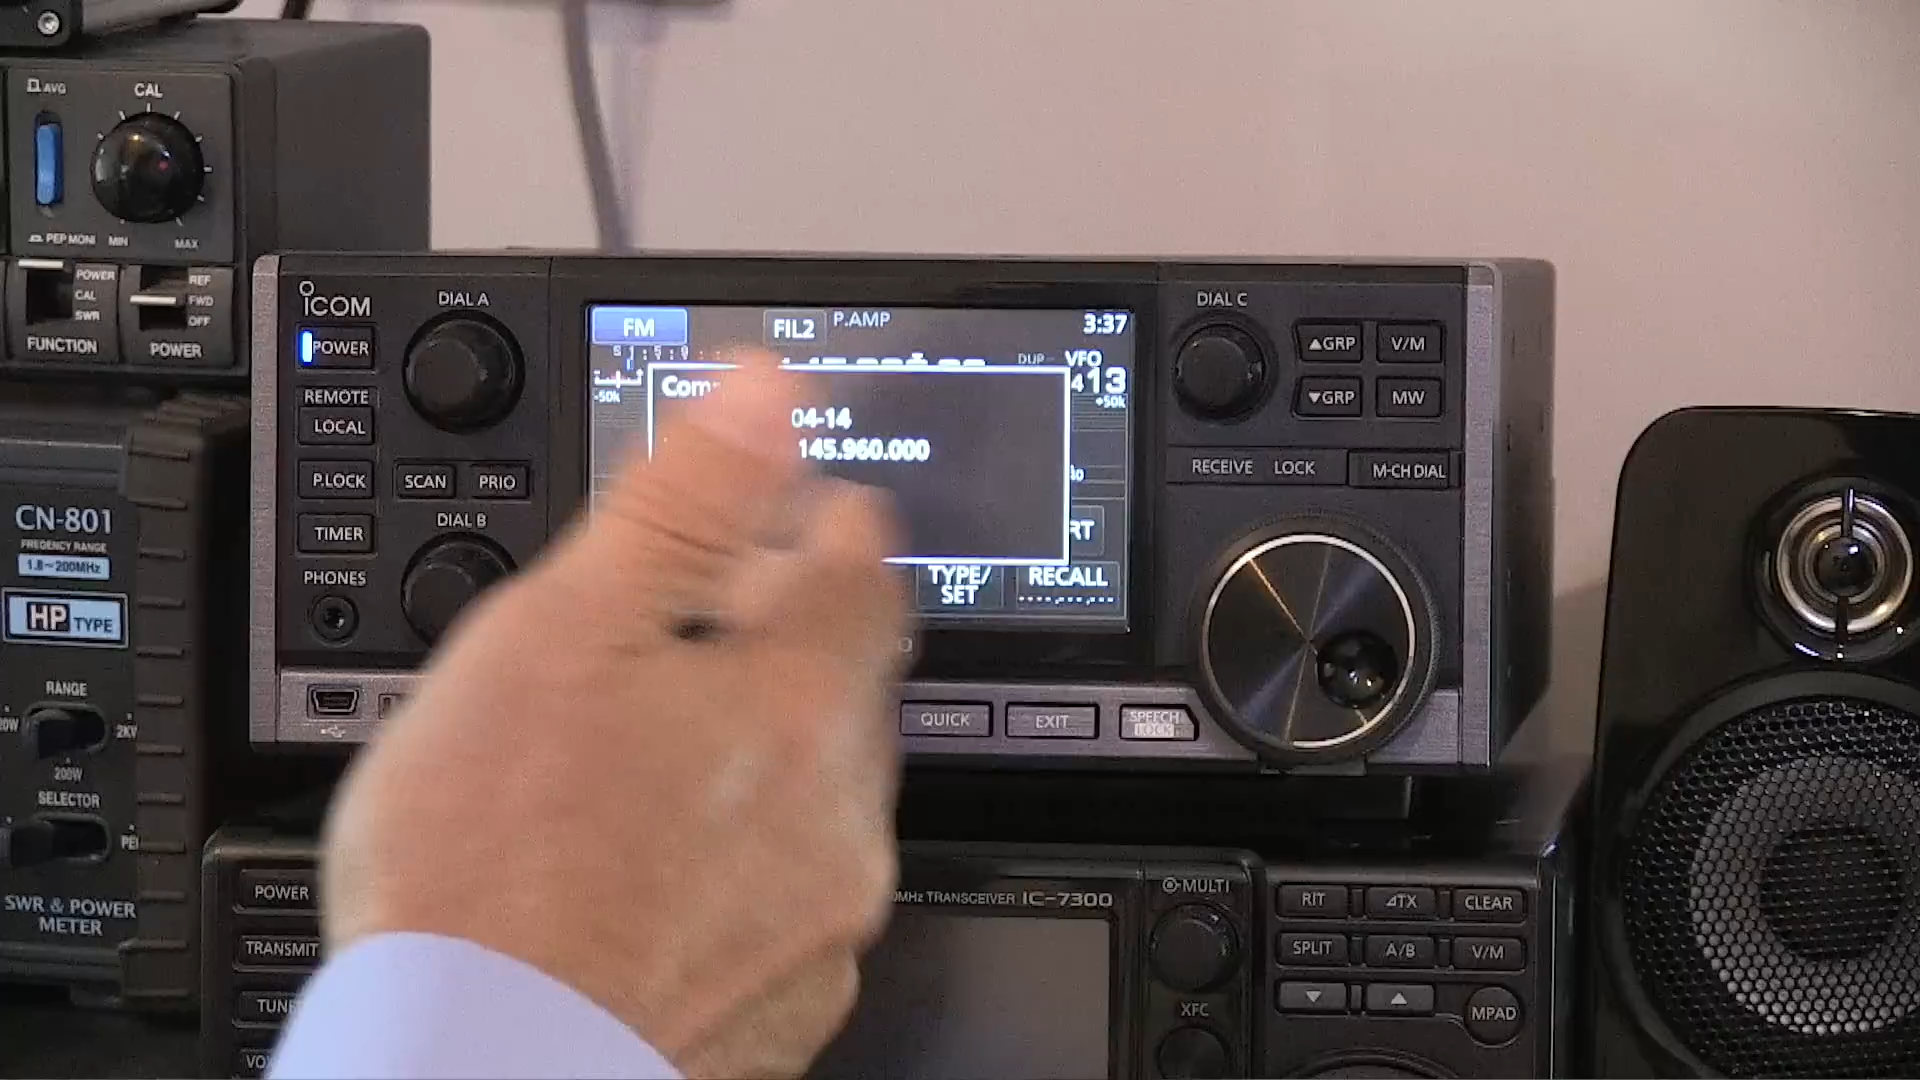 AVG
CAL
PEP MONI
MIN
MAX
POWER
CAL
SWR
REF
FWD
OFF
FUNCTION
POWER
CN-801
FREQENCY RANGE
1.8~200MHz
HP TYPE
RANGE
2KW
200W
SELECTOR
SWR & POWER
METER
ICOM
POWER
REMOTE
LOCAL
P.LOCK
TIMER
PHONES
DIAL A
SCAN
PRIO
DIAL B
FM
FIL2
P.AMP
3:37
DUP-
VFO
-50k
413
+50k
04-14
145.960.000
TYPE/
SET
RECALL
QUICK
EXIT
SPEECH
LOCK
DIAL C
▲GRP
V/M
▼GRP
MW
RECEIVE
LOCK
M-CH DIAL
POWER
TRANSMIT
TRANSCEIVER IC-7300
MULTI
XFC
RIT
⊿TX
CLEAR
SPLIT
A/B
V/M
MPAD